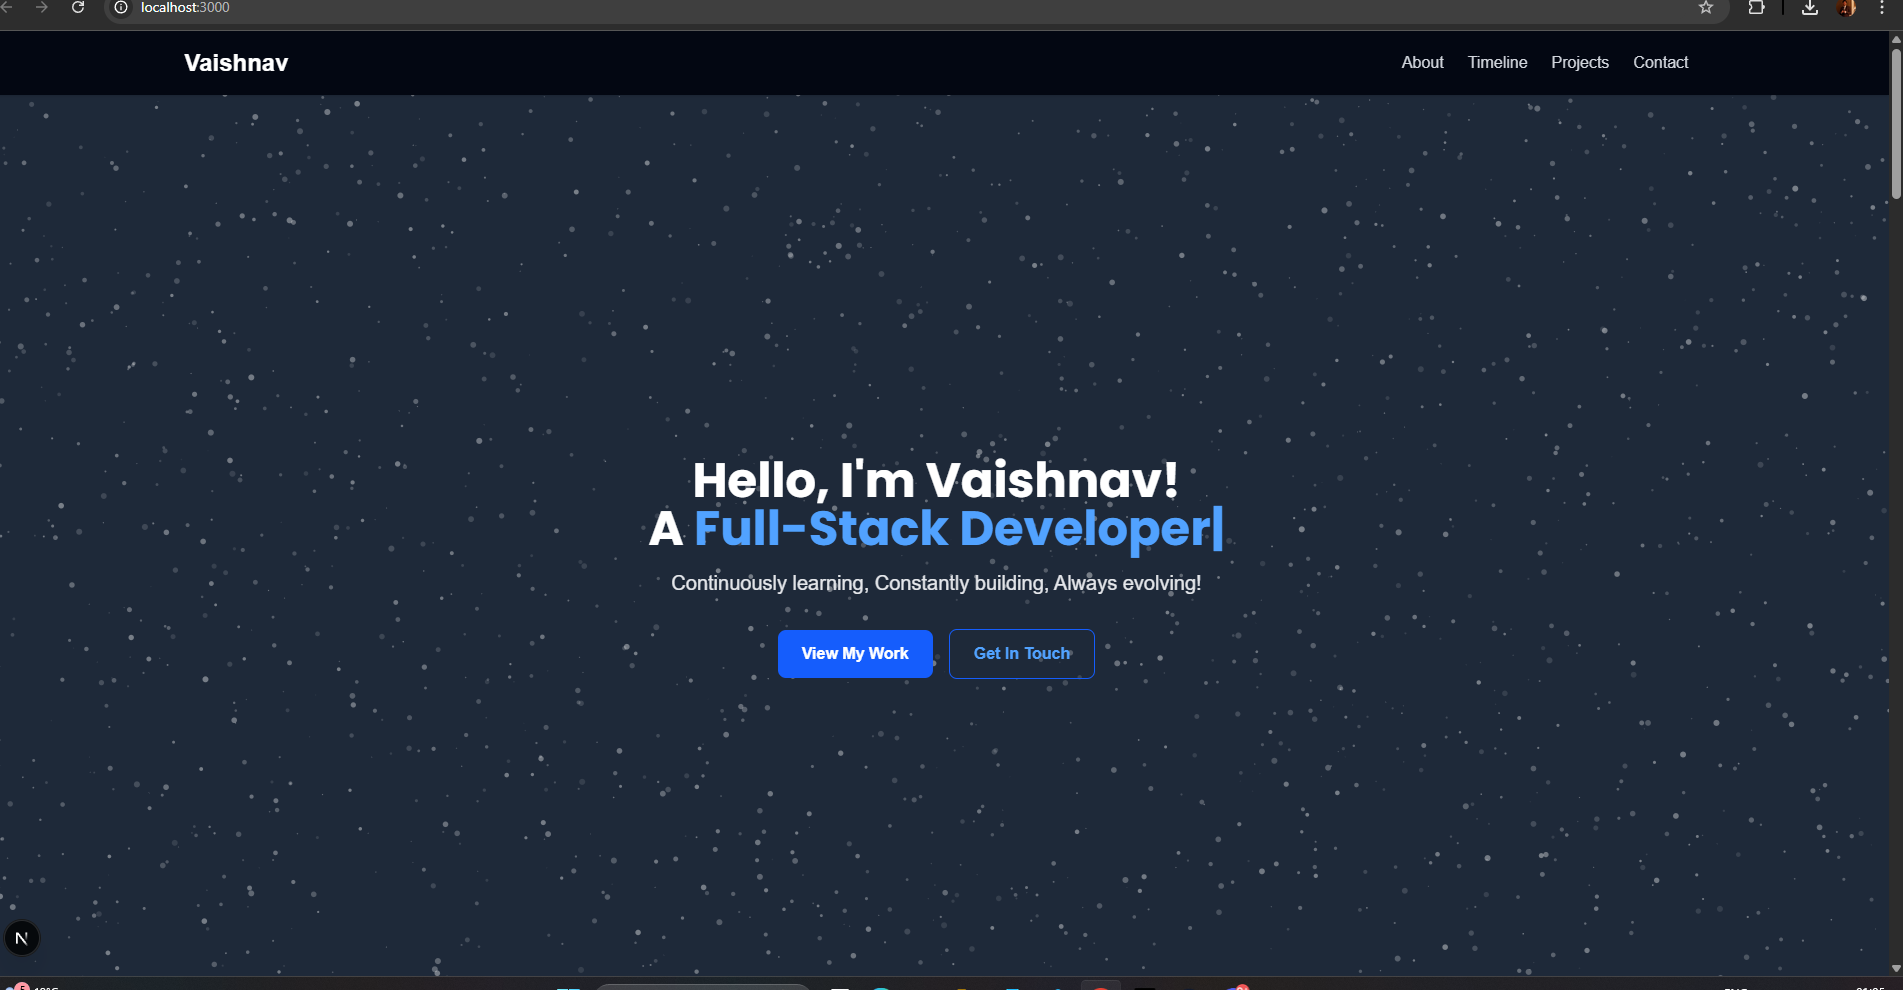 localhost:3000
Vaishnav
About Timeline Projects Contact
Hello, I'm Vaishnav!
A Full-Stack Developer|
Continuously learning, Constantly building, Always evolving!
View My Work Get In Touch
N